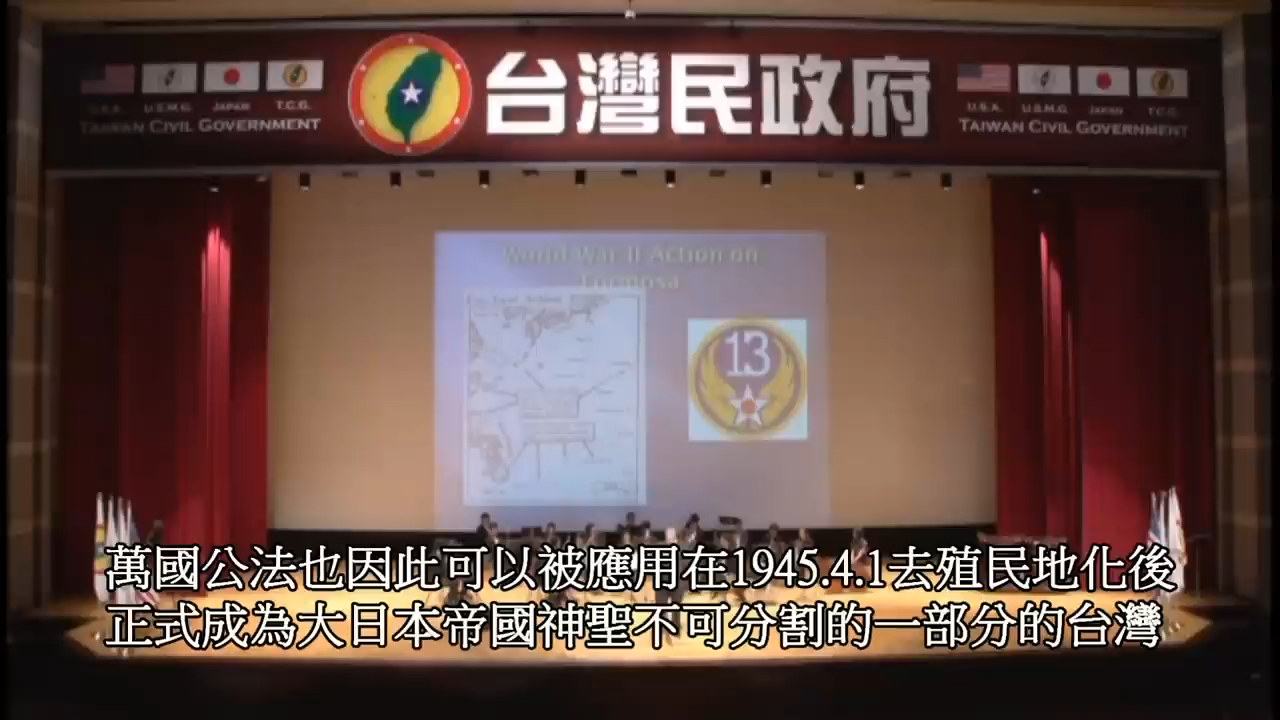 台灣民政府
U.S.A. U.S.M.G. JAPAN T.C.G.
TAIWAN CIVIL GOVERNMENT
U.S.A. U.S.M.G. JAPAN T.C.G.
TAIWAN CIVIL GOVERNMENT
World War II Action on
Formosa
13
萬國公法也因此可以被應用在1945.4.1去殖民地化後
正式成為大日本帝國神聖不可分割的一部分的台灣